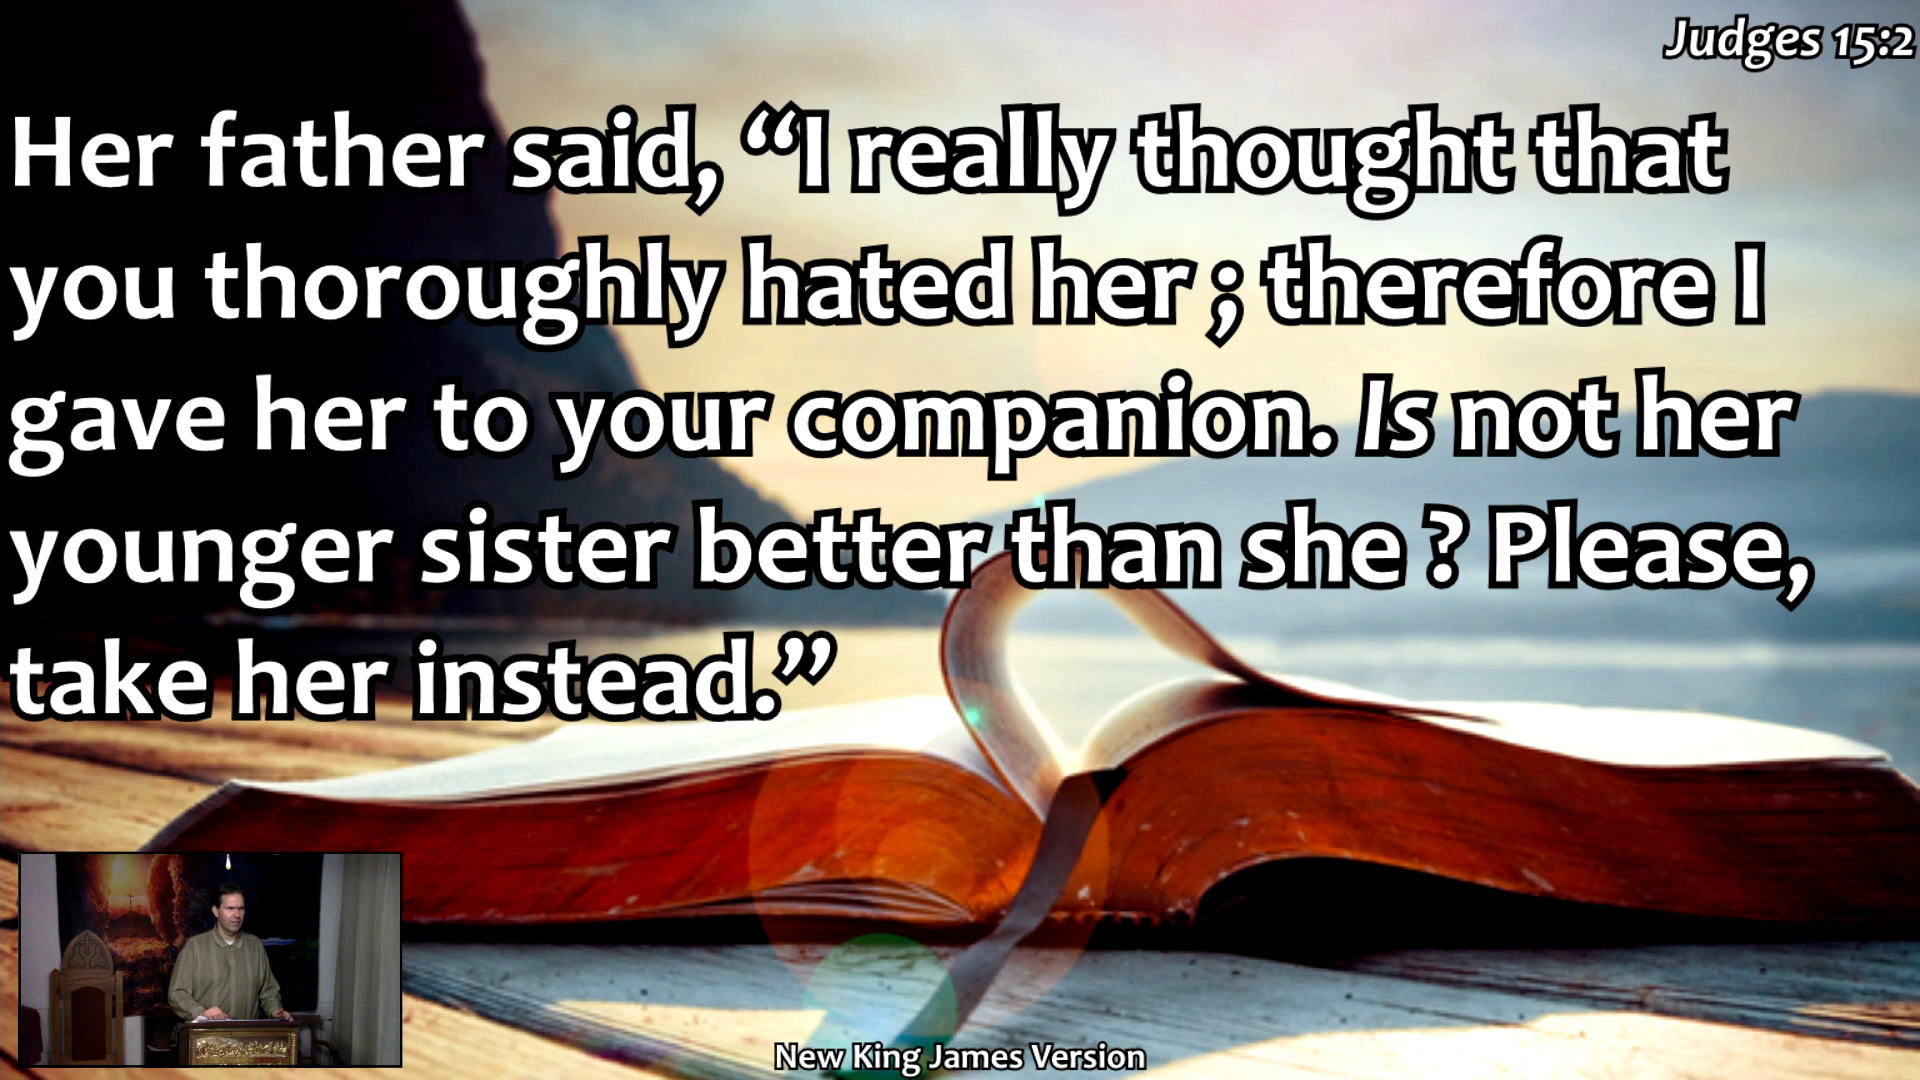 Judges 15:2
Her father said, “I really thought that
you thoroughly hated her ; therefore I
gave her to your companion. Is not her
younger sister better than she ? Please,
take her instead.”
New King James Version